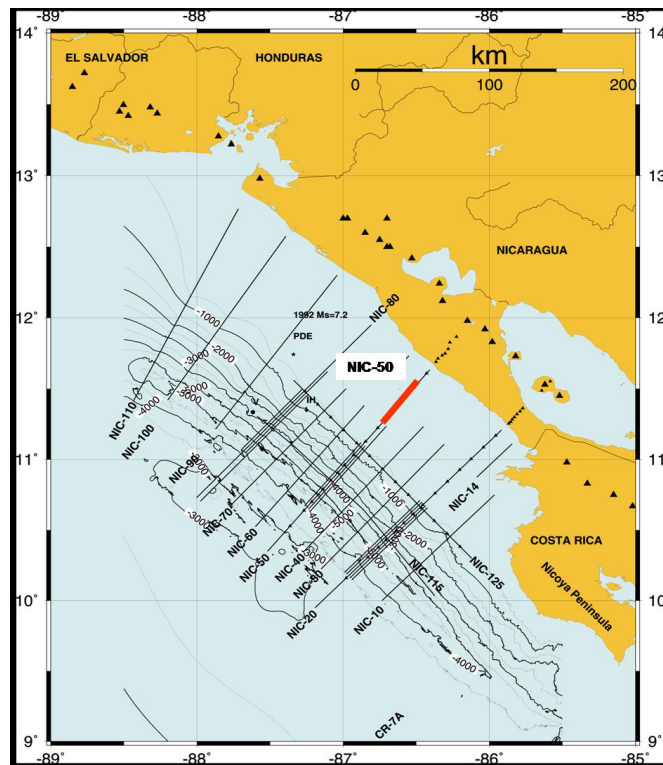 -89 -88 -87 -86 -85
14 14
EL SALVADOR HONDURAS
km
0 100 200
13 13
NICARAGUA
NIC-80
12 12
1992 Ms=7.2
PDE
-1000
-2000
-3000
NIC-50
V IH
-5000
-5000
-4000
NIC-110
NIC-100
11 11
NIC-90
-3000
NIC-14
-1000
NIC-70
-4000
-5000
NIC-60
-2000
COSTA RICA
NIC-50
NIC-40
NIC-115
NIC-125
Nicoya Peninsula
10 10
NIC-20
NIC-10
-4000
CR-7A
9 9
-89 -88 -87 -86 -85